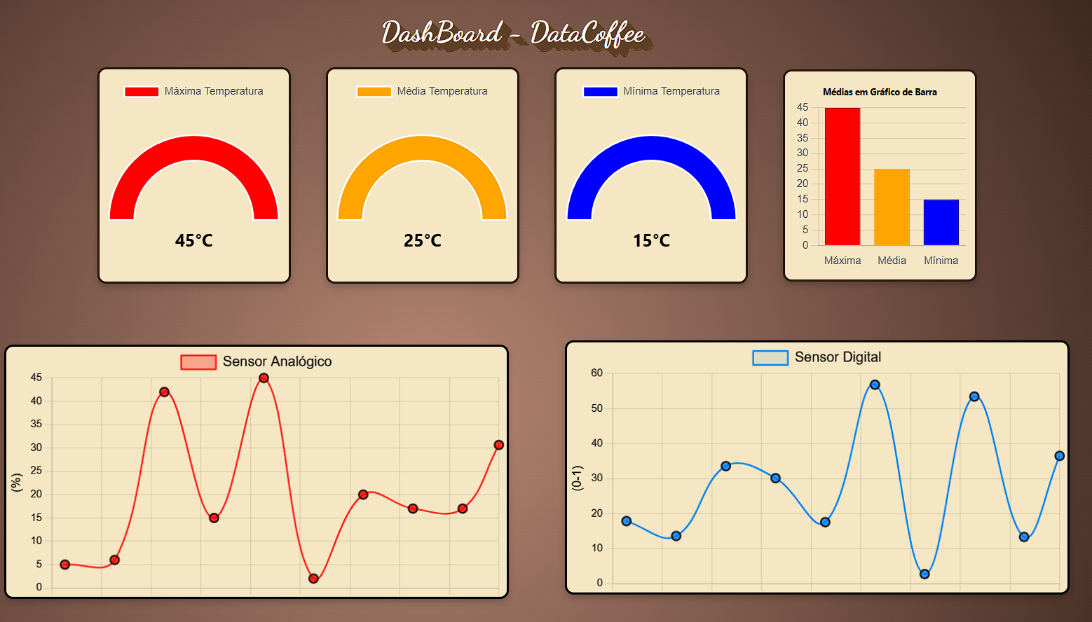 DashBoard - DataCoffee
Máxima Temperatura
45°C
Média Temperatura
25°C
Mínima Temperatura
15°C
Médias em Gráfico de Barra
45
40
35
30
25
20
15
10
5
0
Máxima Média Mínima
Sensor Analógico
(%)
45
40
35
30
25
20
15
10
5
0
Sensor Digital
(0-1)
60
50
40
30
20
10
0